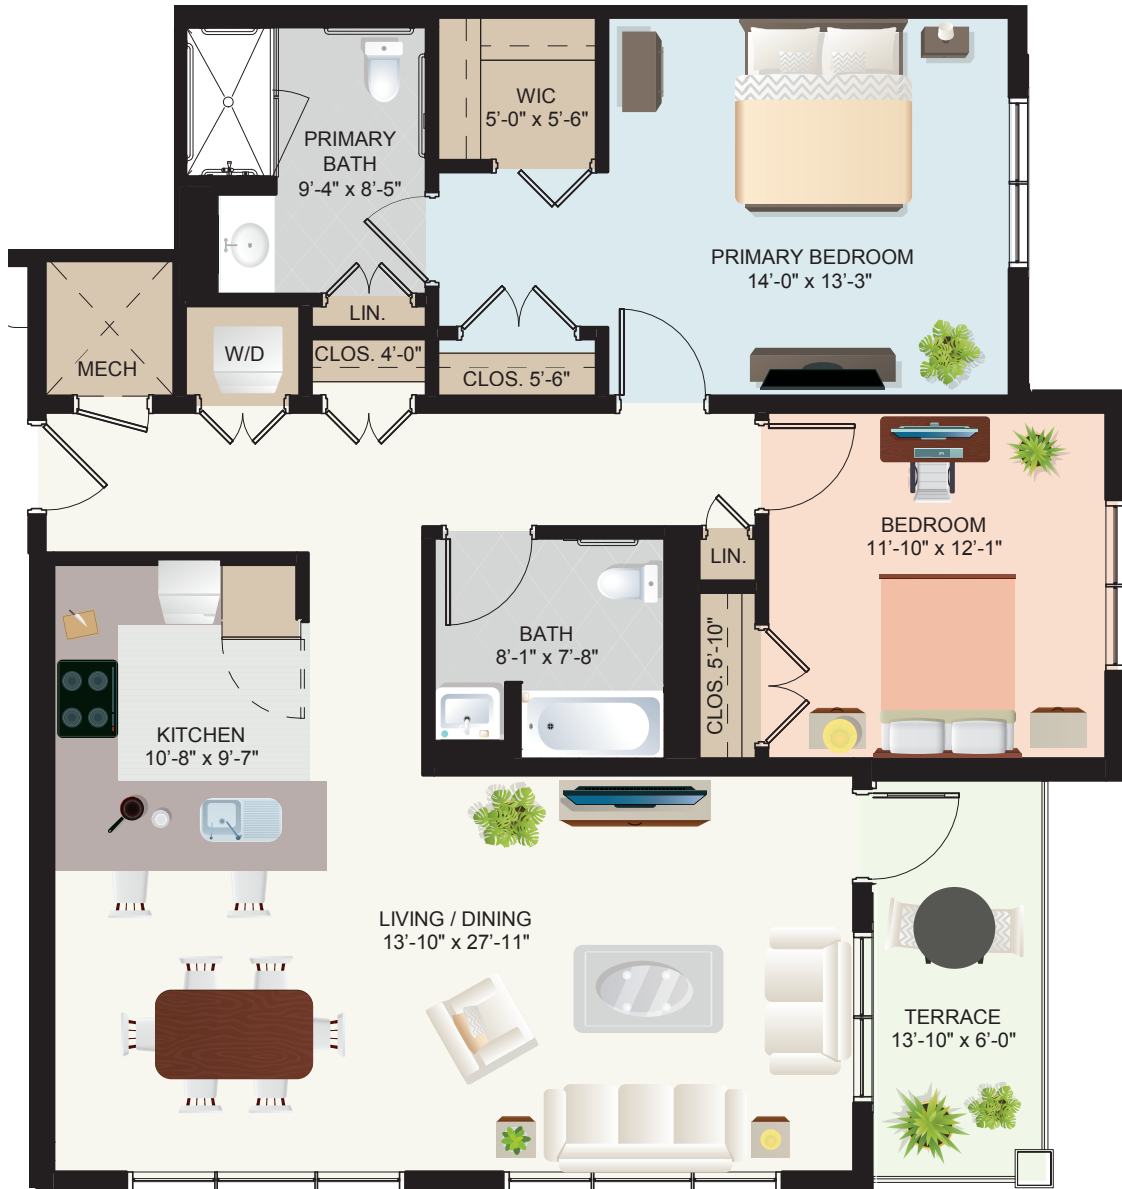 WIC
5'-0" x 5'-6"
PRIMARY
BATH
9'-4" x 8'-5"
PRIMARY BEDROOM
14'-0" x 13'-3"
LIN.
MECH
W/D
CLOS. 4'-0"
CLOS. 5'-6"
BEDROOM
11'-10" x 12'-1"
LIN.
BATH
8'-1" x 7'-8"
CLOS. 5'-10"
KITCHEN
10'-8" x 9'-7"
LIVING / DINING
13'-10" x 27'-11"
TERRACE
13'-10" x 6'-0"